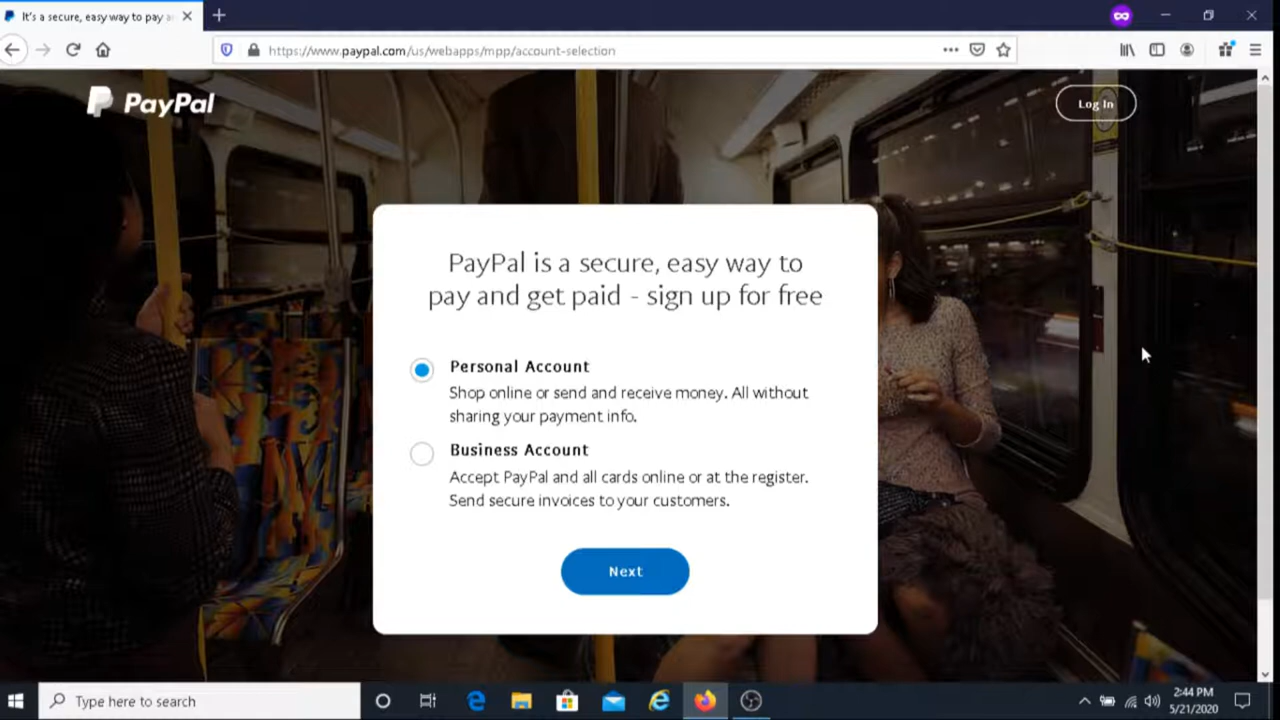 It's a secure, easy way to pay an
https://www.paypal.com/us/webapps/mpp/account-selection
PayPal
Log In
PayPal is a secure, easy way to
pay and get paid - sign up for free
Personal Account
Shop online or send and receive money. All without
sharing your payment info.
Business Account
Accept PayPal and all cards online or at the register.
Send secure invoices to your customers.
Next
Type here to search
2:44 PM
5/21/2020